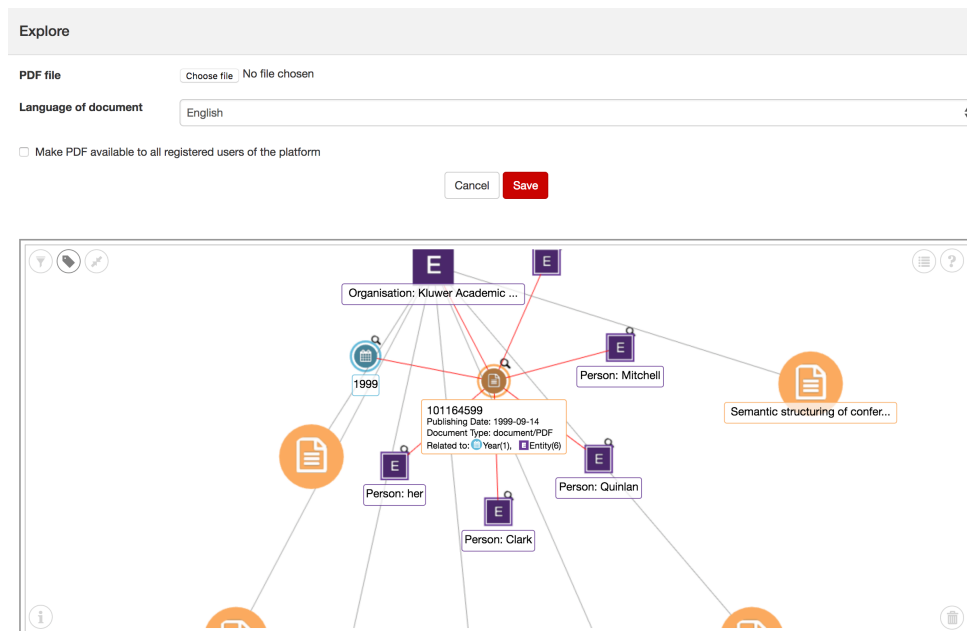 Explore
PDF file
Choose file No file chosen
Language of document
English
Make PDF available to all registered users of the platform
Cancel
Save
E
E
Organisation: Kluwer Academic ...
E
Person: Mitchell
1999
Semantic structuring of confer...
101164599
Publishing Date: 1999-09-14
Document Type: document/PDF
Related to: Year(1), E Entity(6)
E
Person: her
E
Person: Quinlan
E
Person: Clark